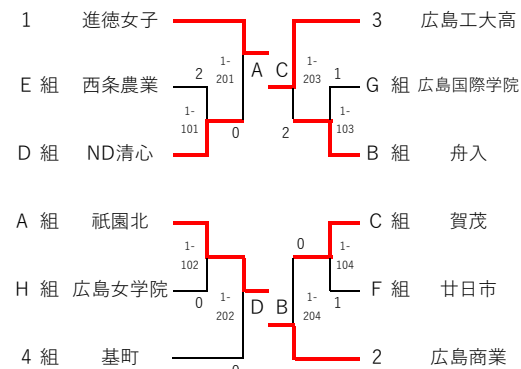 1 進徳女子 3 広島工大高
1-201 A C 1-203
E 組 西条農業 2 1 G 組 広島国際学院
1-101 0 2 1-103
D 組 ND清心 B 組 舟入
A 組 祇園北 C 組 賀茂
1-102 0 1-104
H 組 広島女学院 0 1-202 D B 1-204 1 F 組 廿日市
4 組 基町 2 広島商業